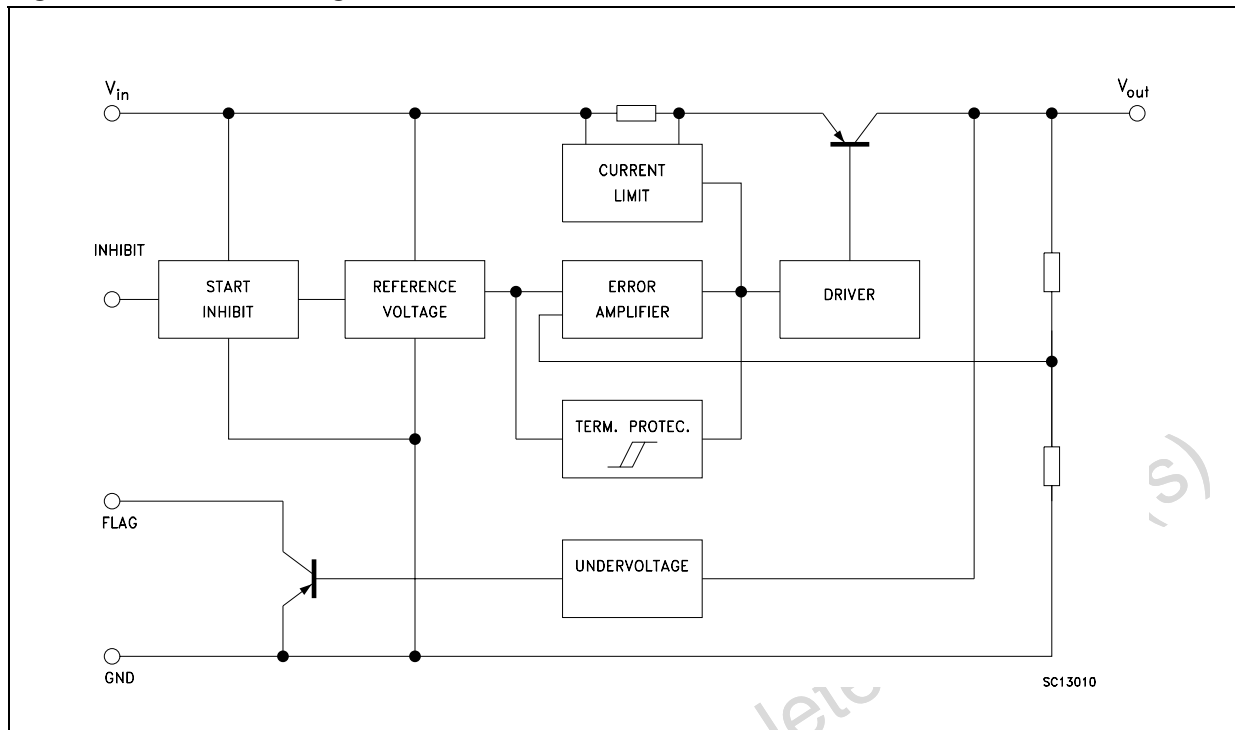 Vin
Vout
CURRENT
LIMIT
INHIBIT
START
INHIBIT
REFERENCE
VOLTAGE
ERROR
AMPLIFIER
DRIVER
TERM. PROTEC.
FLAG
UNDERVOLTAGE
GND
SC13010